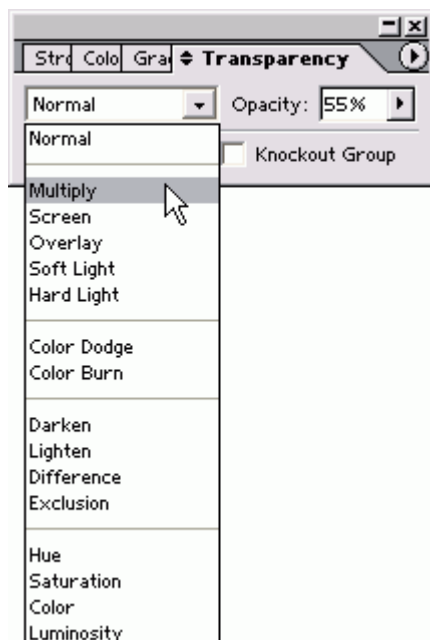 Stro Colo Gra Transparency
Normal Opacity: 55%
Normal
Knockout Group
Multiply
Screen
Overlay
Soft Light
Hard Light
Color Dodge
Color Burn
Darken
Lighten
Difference
Exclusion
Hue
Saturation
Color
Luminosity